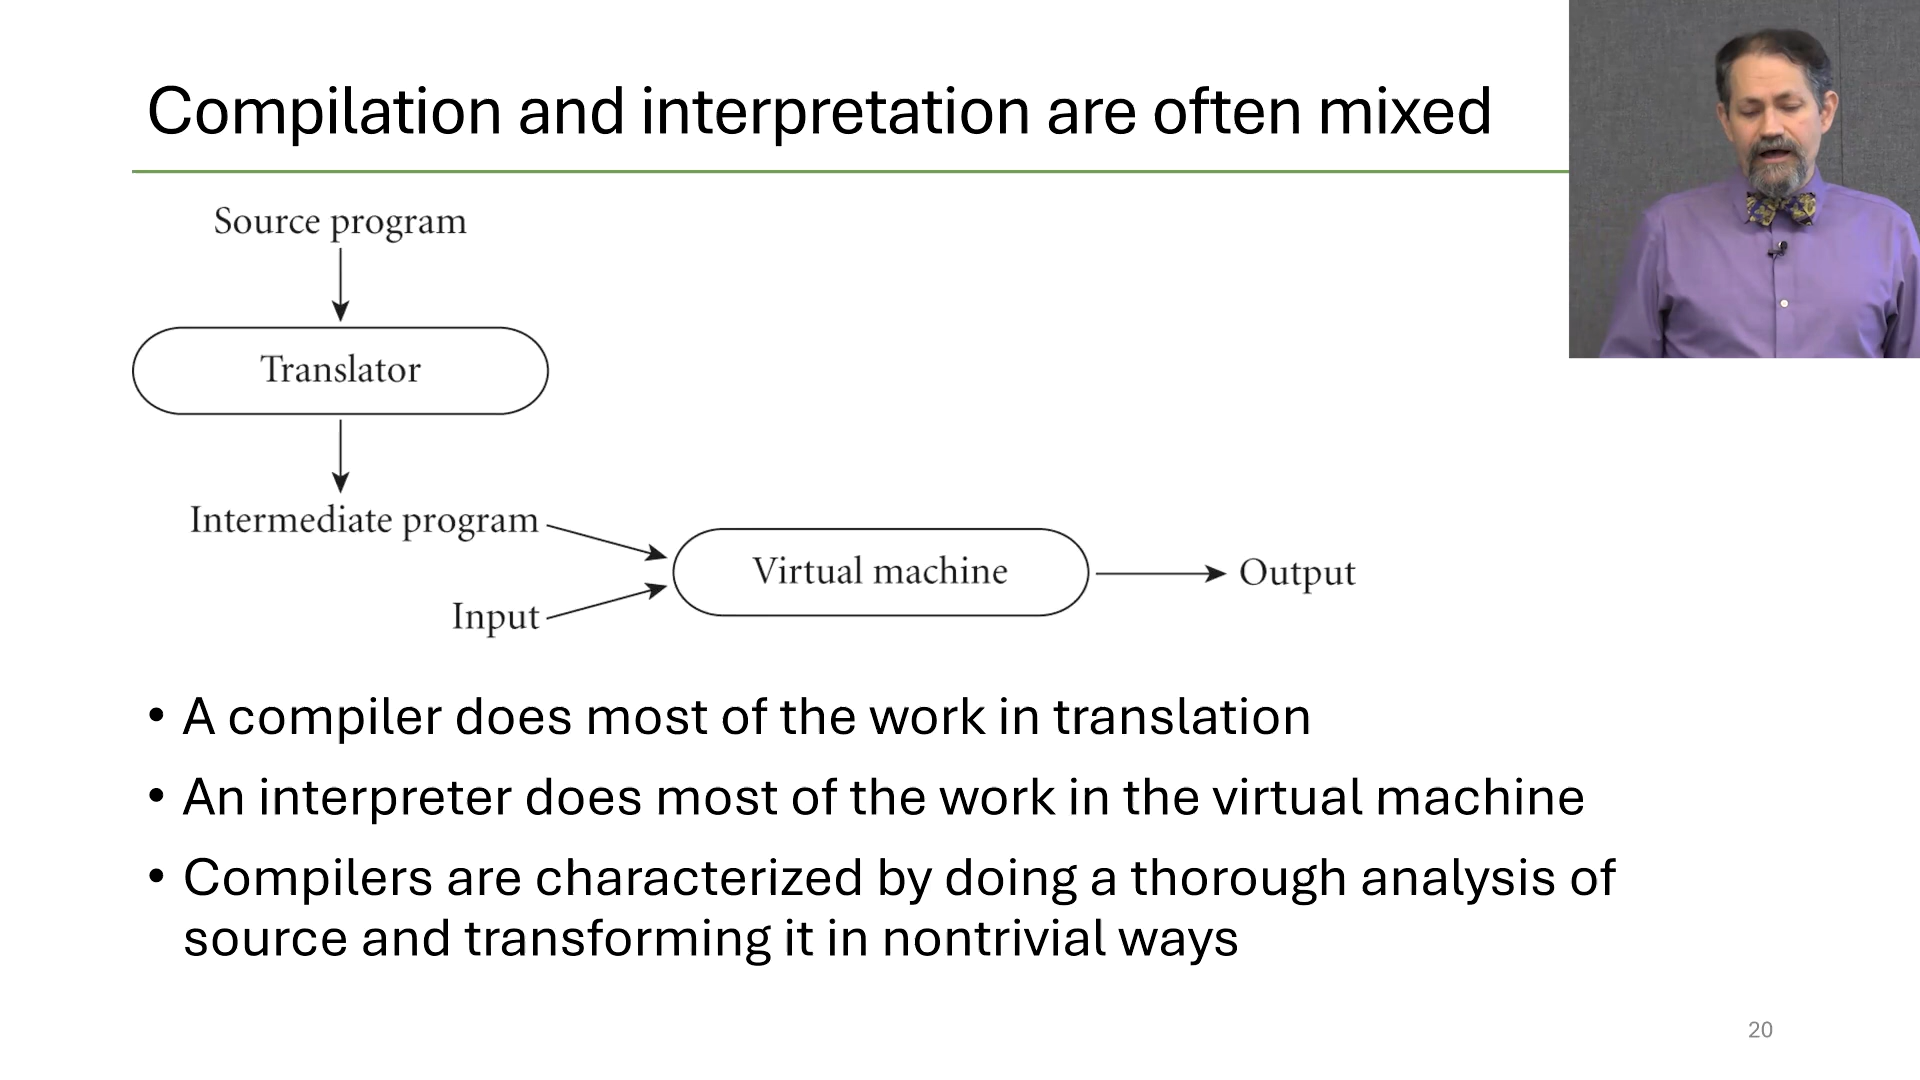 Compilation and interpretation are often mixed
Source program
Translator
Intermediate program
Virtual machine
Output
Input
• A compiler does most of the work in translation
• An interpreter does most of the work in the virtual machine
• Compilers are characterized by doing a thorough analysis of
source and transforming it in nontrivial ways
20